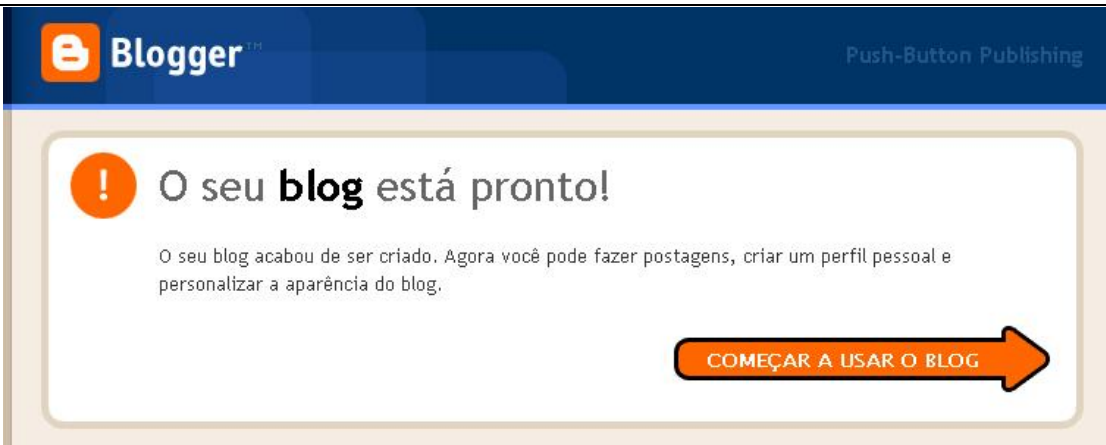 Blogger™
Push-Button Publishing
! O seu blog está pronto!
O seu blog acabou de ser criado. Agora você pode fazer postagens, criar um perfil pessoal e
personalizar a aparência do blog.
COMEÇAR A USAR O BLOG